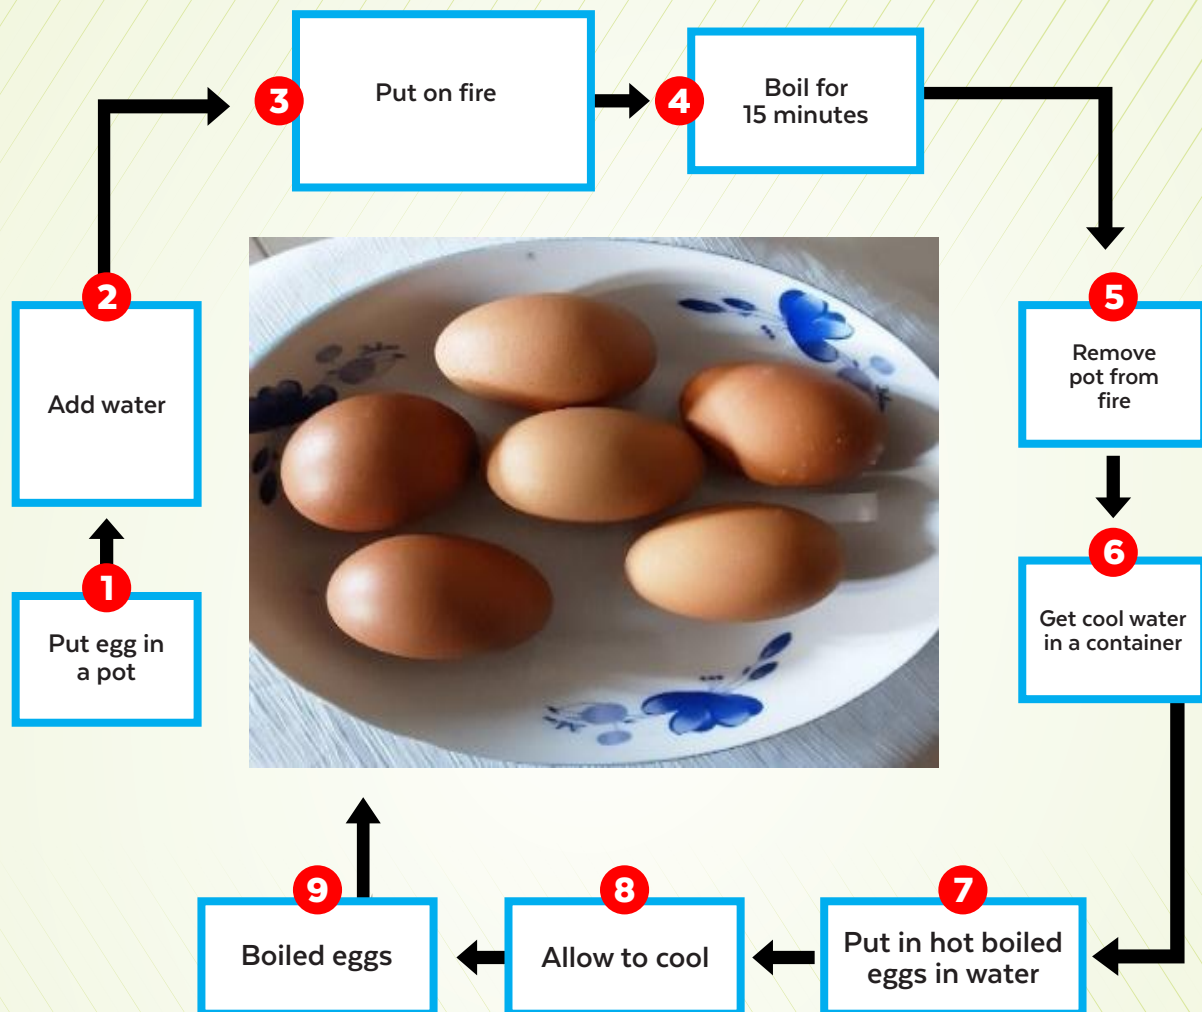 1
Put egg in
a pot
2
Add water
3
Put on fire
4
Boil for
15 minutes
5
Remove
pot from
fire
6
Get cool water
in a container
7
Put in hot boiled
eggs in water
8
Allow to cool
9
Boiled eggs